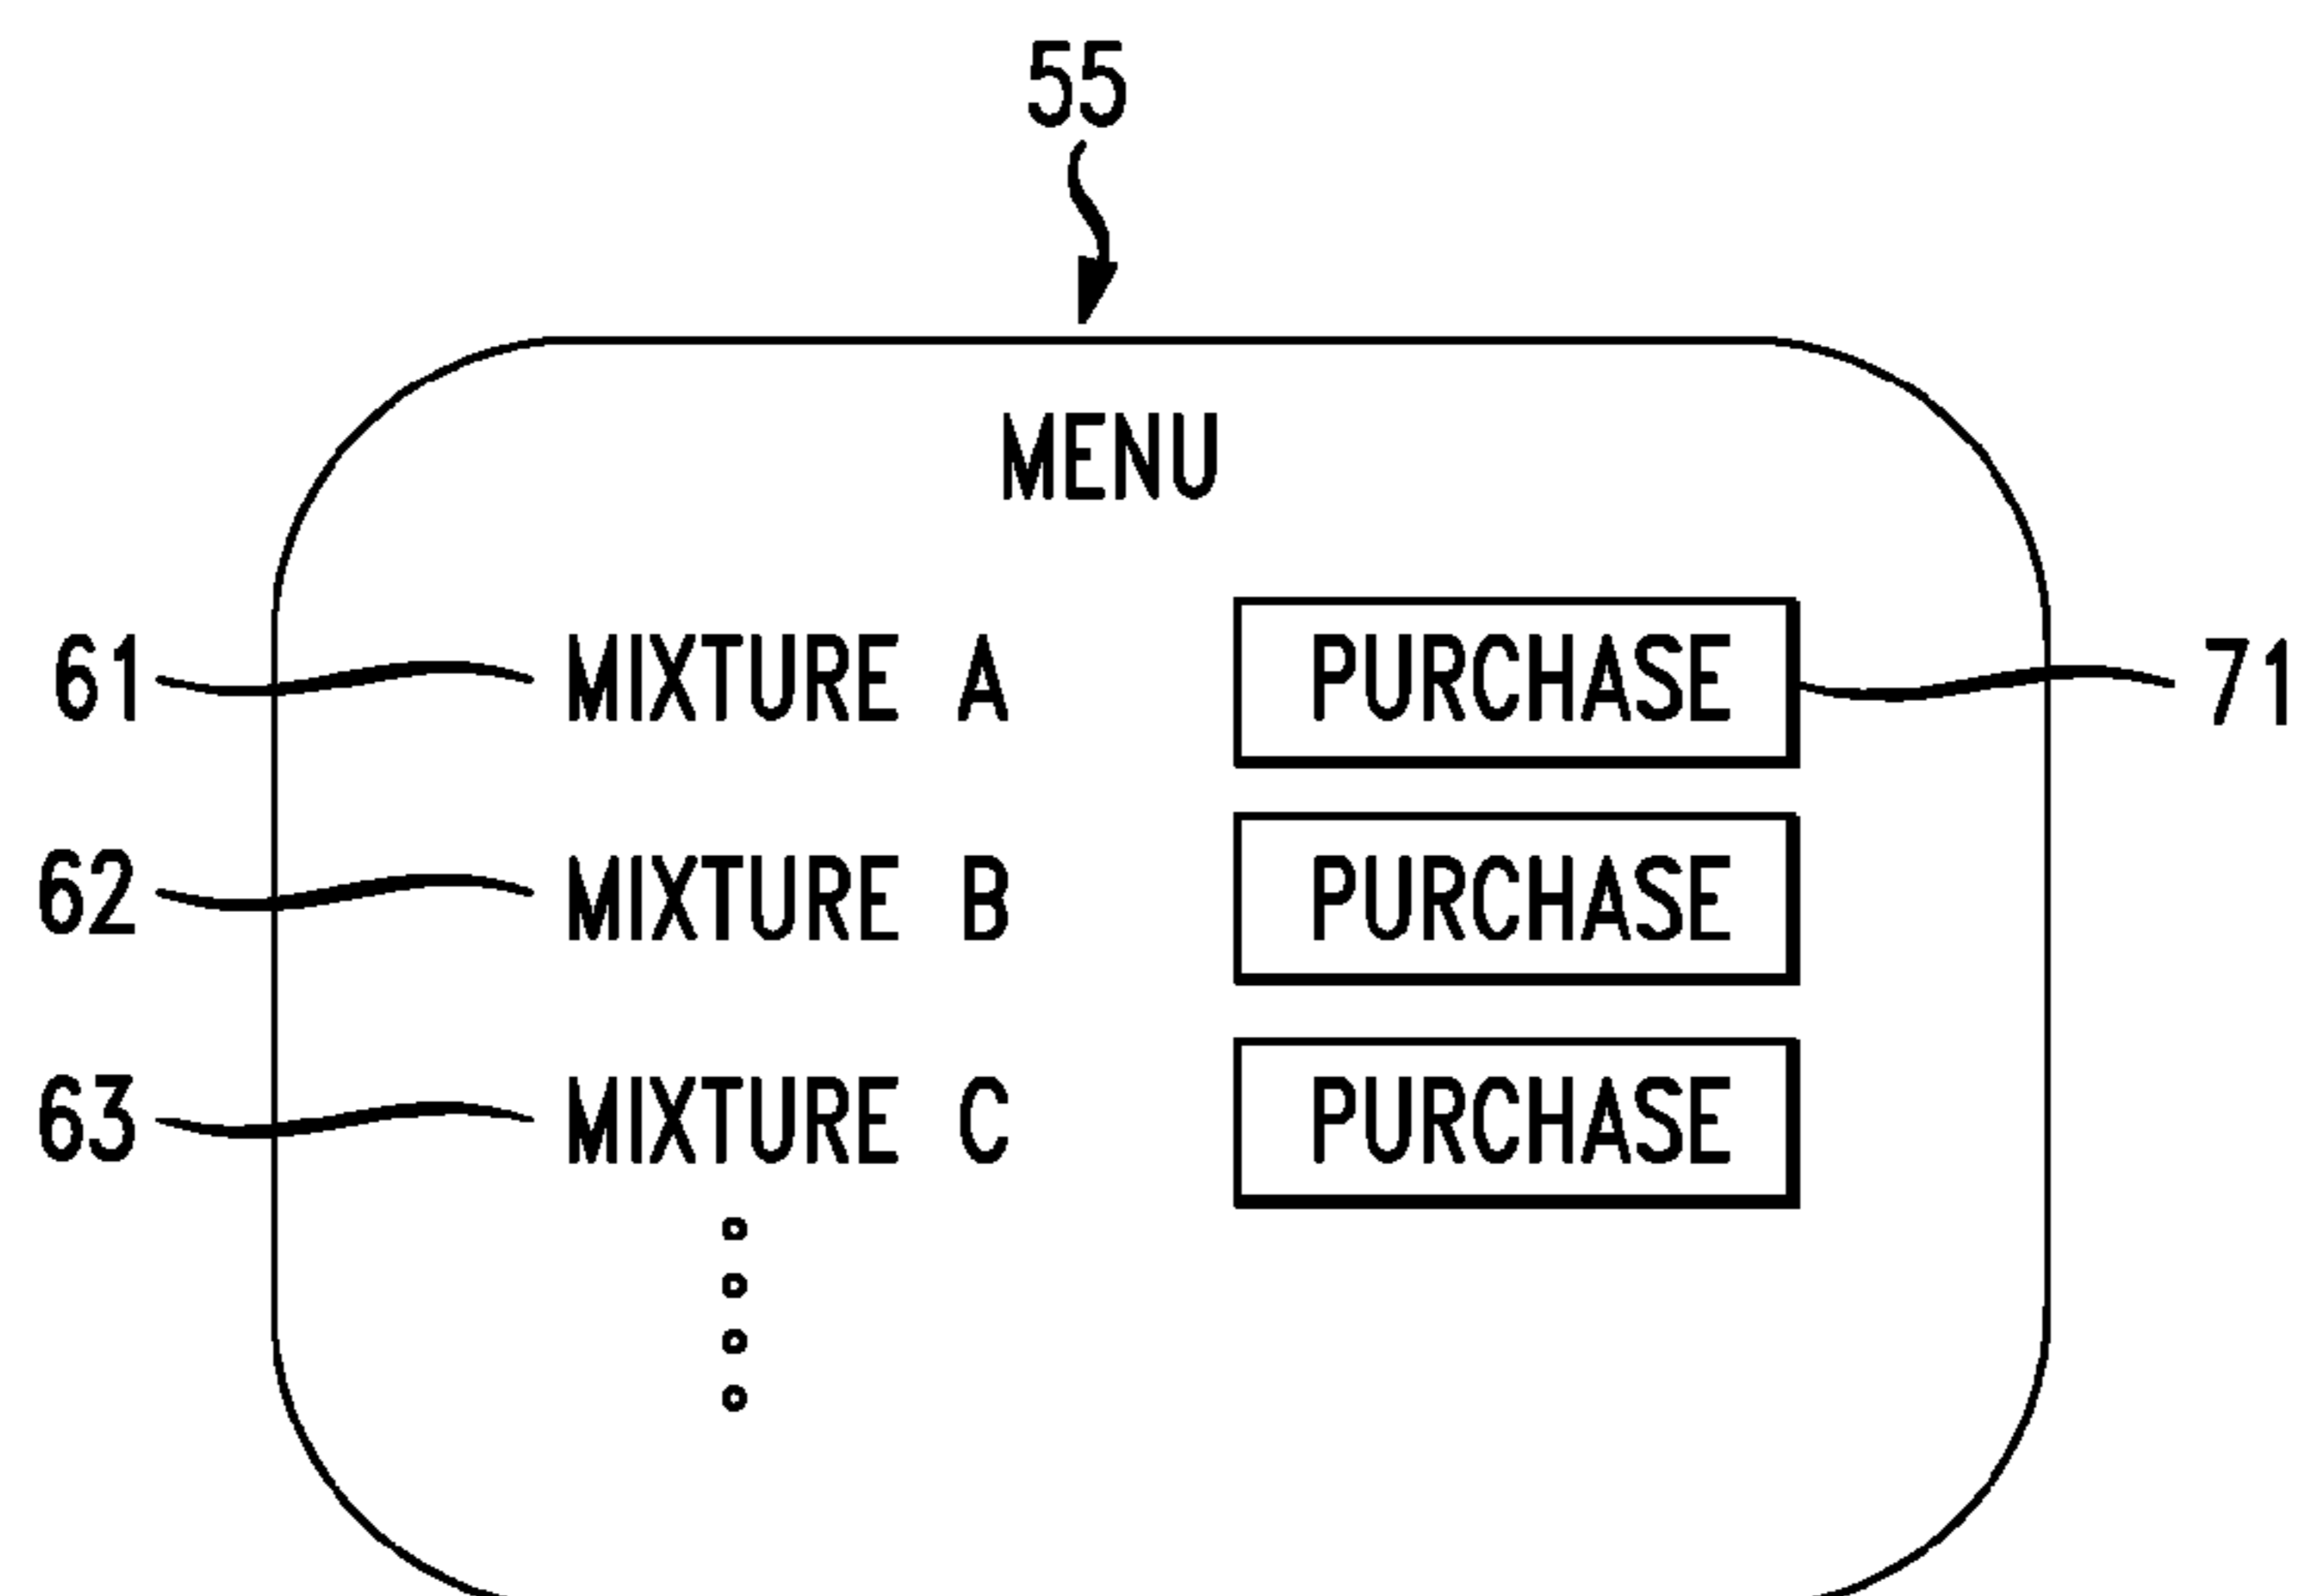 55
MENU
61 MIXTURE A PURCHASE 71
62 MIXTURE B PURCHASE
63 MIXTURE C PURCHASE